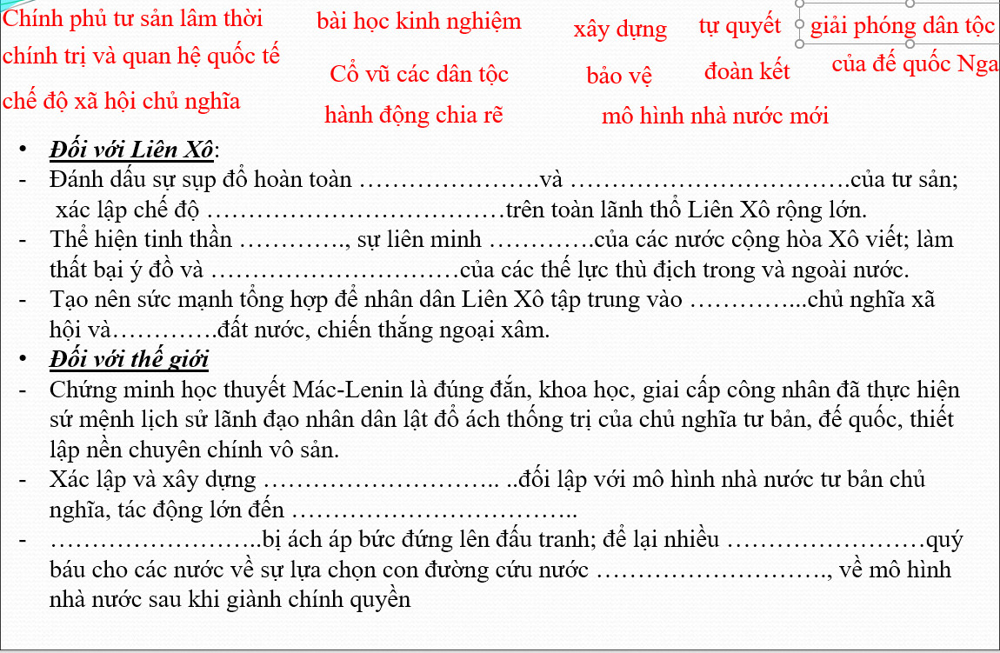 Chính phủ tư sản lâm thời
bài học kinh nghiệm
xây dựng
tự quyết
giải phóng dân tộc
chính trị và quan hệ quốc tế
Cổ vũ các dân tộc
bảo vệ
đoàn kết
của đế quốc Nga
chế độ xã hội chủ nghĩa
hành động chia rẽ
mô hình nhà nước mới
• Đối với Liên Xô:
- Đánh dấu sự sụp đổ hoàn toàn ………………….và …………………………….của tư sản;
xác lập chế độ ………………………………trên toàn lãnh thổ Liên Xô rộng lớn.
- Thể hiện tinh thần …………., sự liên minh ………….của các nước cộng hòa Xô viết; làm
thất bại ý đồ và …………………………của các thế lực thù địch trong và ngoài nước.
- Tạo nên sức mạnh tổng hợp để nhân dân Liên Xô tập trung vào …………...chủ nghĩa xã
hội và………….đất nước, chiến thắng ngoại xâm.
• Đối với thế giới
- Chứng minh học thuyết Mác-Lenin là đúng đắn, khoa học, giai cấp công nhân đã thực hiện
sứ mệnh lịch sử lãnh đạo nhân dân lật đổ ách thống trị của chủ nghĩa tư bản, đế quốc, thiết
lập nền chuyên chính vô sản.
- Xác lập và xây dựng ……………………….. ..đối lập với mô hình nhà nước tư bản chủ
nghĩa, tác động lớn đến ……………………………..
- ……………………..bị ách áp bức đứng lên đấu tranh; để lại nhiều ……………………quý
báu cho các nước về sự lựa chọn con đường cứu nước ………………………., về mô hình
nhà nước sau khi giành chính quyền